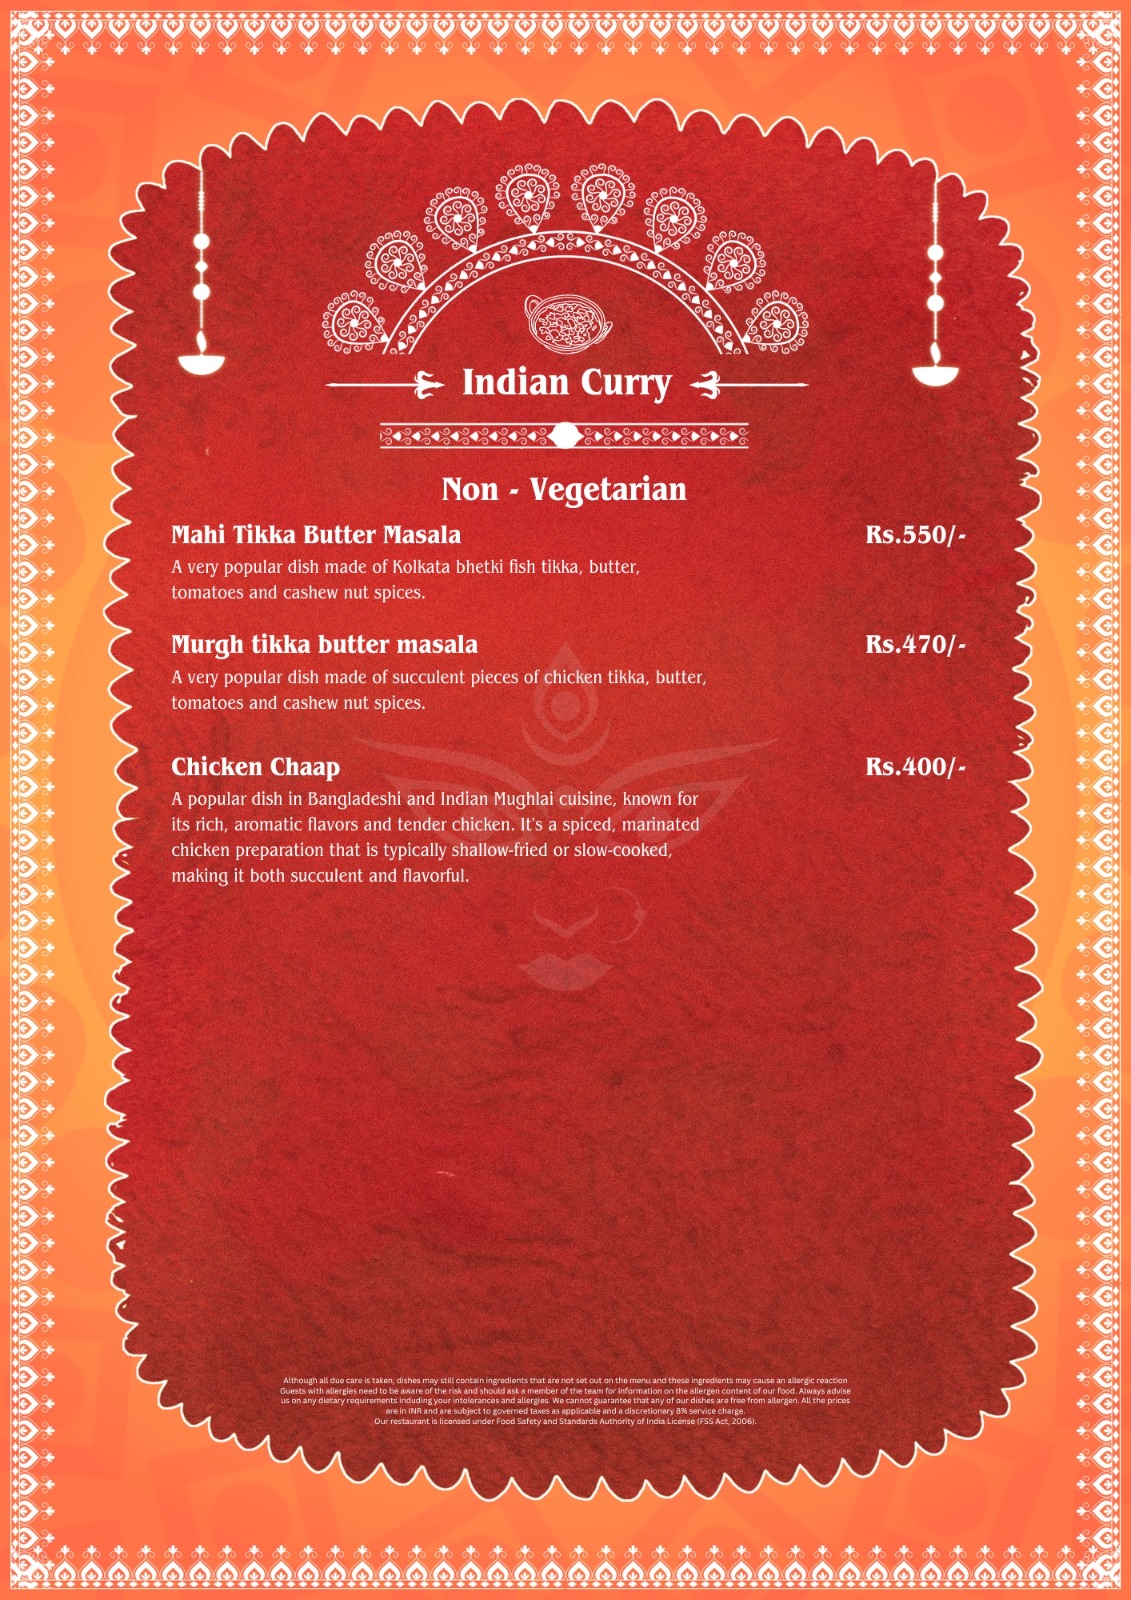 Indian Curry
Non - Vegetarian
Mahi Tikka Butter Masala Rs.550/-
A very popular dish made of Kolkata bhetki fish tikka, butter,
tomatoes and cashew nut spices.
Murgh tikka butter masala Rs.470/-
A very popular dish made of succulent pieces of chicken tikka, butter,
tomatoes and cashew nut spices.
Chicken Chaap Rs.400/-
A popular dish in Bangladeshi and Indian Mughlai cuisine, known for
its rich, aromatic flavors and tender chicken. It's a spiced, marinated
chicken preparation that is typically shallow-fried or slow-cooked,
making it both succulent and flavorful.
Although all due care is taken, dishes may still contain ingredients that are not set out on the menu and these ingredients may cause an allergic reaction
Guests with allergies need to be aware of the risk and should ask a member of the team for information on the allergen content of our food. Always advise
us on any dietary requirements including your intolerances and allergies. We cannot guarantee that any of our dishes are free from allergen. All the prices
are in INR and are subject to governed taxes as applicable and a discretionary 8% service charge.
Our restaurant is licensed under Food Safety and Standards Authority of India License (FSS Act, 2006).